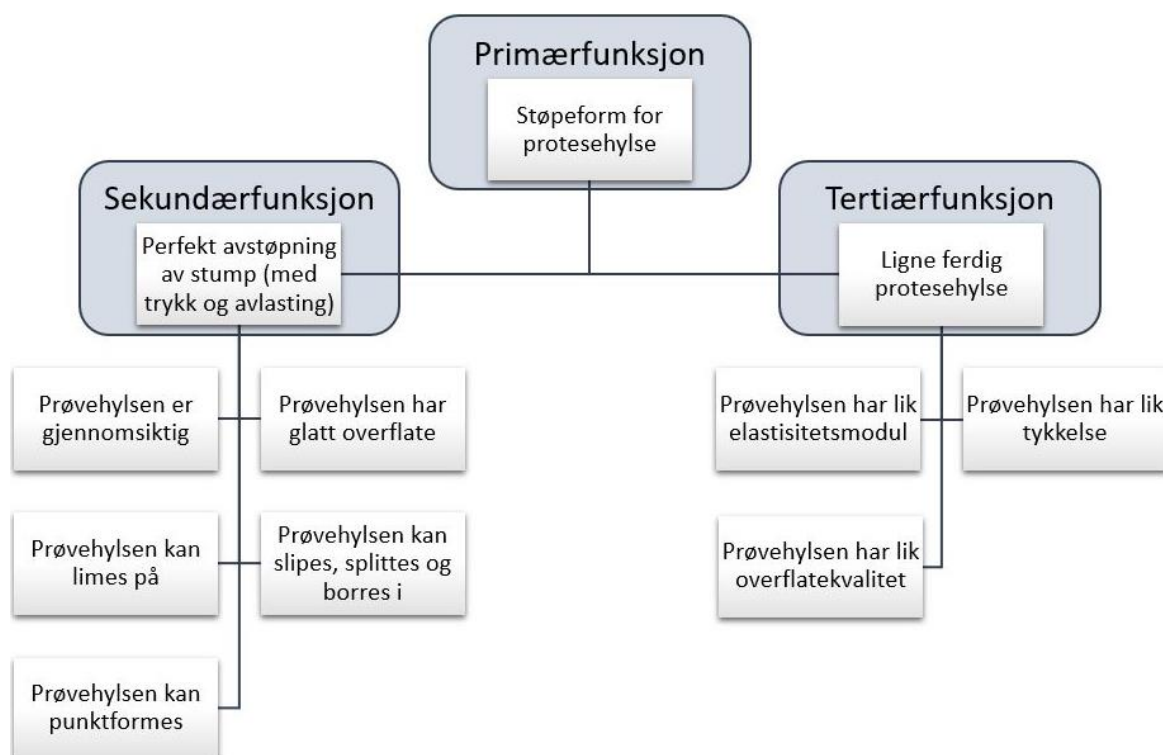 Primærfunksjon
Støpeform for
protesehylse
Sekundærfunksjon
Perfekt avstøpning
av stump (med
trykk og avlasting)
Tertiærfunksjon
Ligne ferdig
protesehylse
Prøvehylsen er
gjennomsiktig
Prøvehylsen har
glatt overflate
Prøvehylsen kan
limes på
Prøvehylsen kan
slipes, splittes og
borres i
Prøvehylsen kan
punktformes
Prøvehylsen har lik
elastisitetsmodul
Prøvehylsen har lik
tykkelse
Prøvehylsen har lik
overflatekvalitet